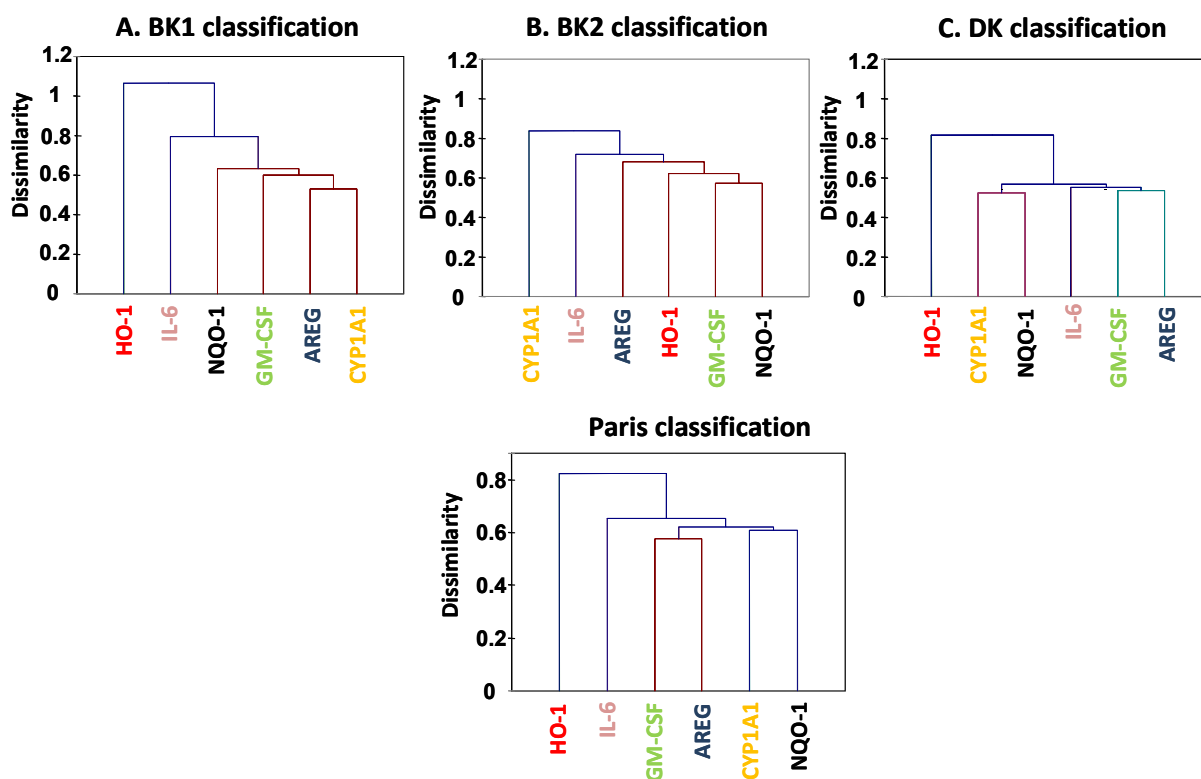 A. BK1 classification
Dissimilarity
1.2
1
0.8
0.6
0.4
0.2
0
HO-1
IL-6
NQO-1
GM-CSF
AREG
CYP1A1
B. BK2 classification
Dissimilarity
1.2
1
0.8
0.6
0.4
0.2
0
CYP1A1
IL-6
AREG
HO-1
GM-CSF
NQO-1
C. DK classification
Dissimilarity
1.2
1
0.8
0.6
0.4
0.2
0
HO-1
CYP1A1
NQO-1
IL-6
GM-CSF
AREG
Paris classification
Dissimilarity
0.8
0.6
0.4
0.2
0
HO-1
IL-6
GM-CSF
AREG
CYP1A1
NQO-1